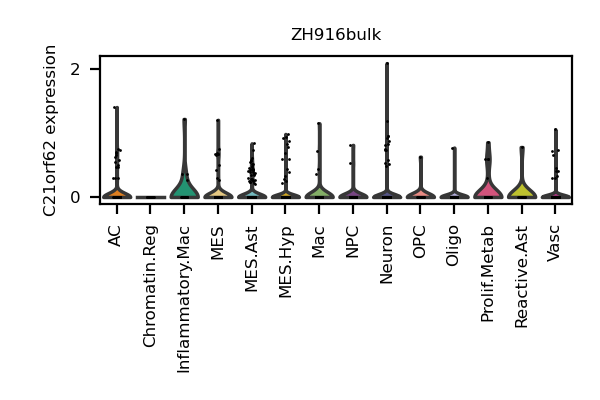 ZH916bulk
C21orf62 expression
2
0
AC
Chromatin.Reg
Inflammatory.Mac
MES
MES.Ast
MES.Hyp
Mac
NPC
Neuron
OPC
Oligo
Prolif.Metab
Reactive.Ast
Vasc